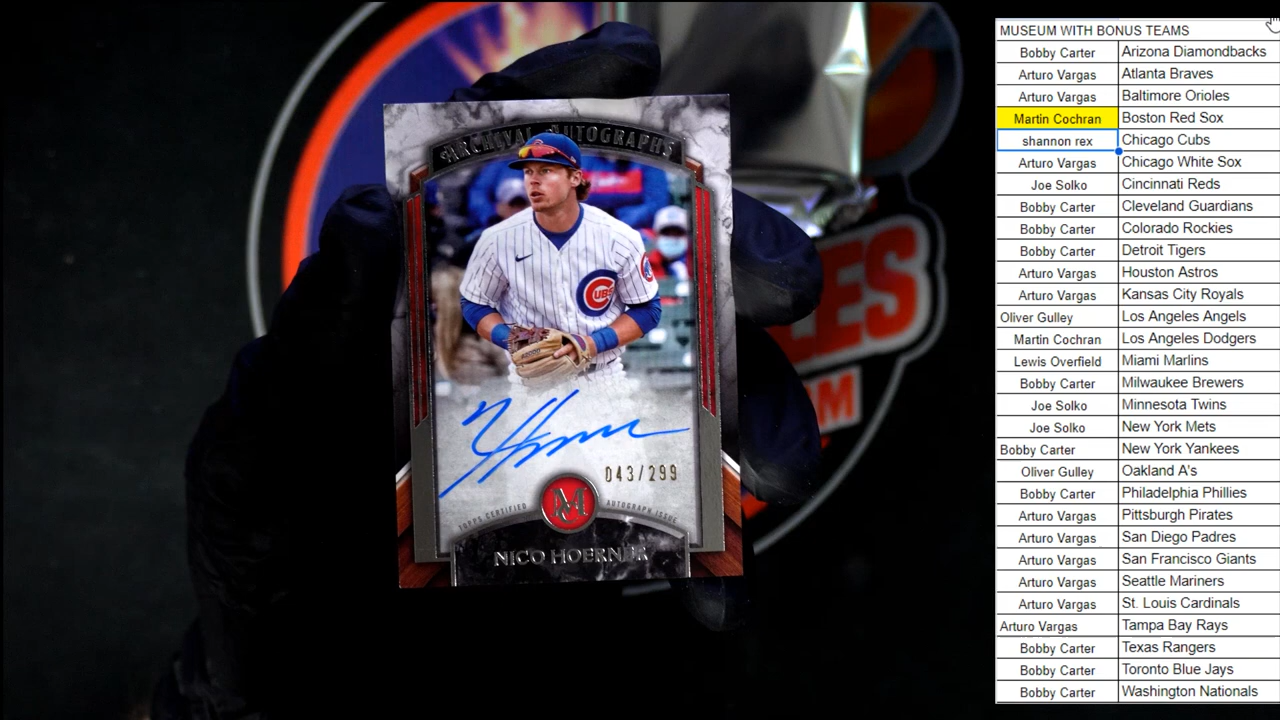 ARCHIVAL AUTOGRAPHS
CUBS
043/299
TOPPS CERTIFIED AUTOGRAPH ISSUE
M
NICO HOERNER
ES
M
MUSEUM WITH BONUS TEAMS
Bobby Carter Arizona Diamondbacks
Arturo Vargas Atlanta Braves
Arturo Vargas Baltimore Orioles
Martin Cochran Boston Red Sox
shannon rex Chicago Cubs
Arturo Vargas Chicago White Sox
Joe Solko Cincinnati Reds
Bobby Carter Cleveland Guardians
Bobby Carter Colorado Rockies
Bobby Carter Detroit Tigers
Arturo Vargas Houston Astros
Arturo Vargas Kansas City Royals
Oliver Gulley Los Angeles Angels
Martin Cochran Los Angeles Dodgers
Lewis Overfield Miami Marlins
Bobby Carter Milwaukee Brewers
Joe Solko Minnesota Twins
Joe Solko New York Mets
Bobby Carter New York Yankees
Oliver Gulley Oakland A's
Bobby Carter Philadelphia Phillies
Arturo Vargas Pittsburgh Pirates
Arturo Vargas San Diego Padres
Arturo Vargas San Francisco Giants
Arturo Vargas Seattle Mariners
Arturo Vargas St. Louis Cardinals
Arturo Vargas Tampa Bay Rays
Bobby Carter Texas Rangers
Bobby Carter Toronto Blue Jays
Bobby Carter Washington Nationals